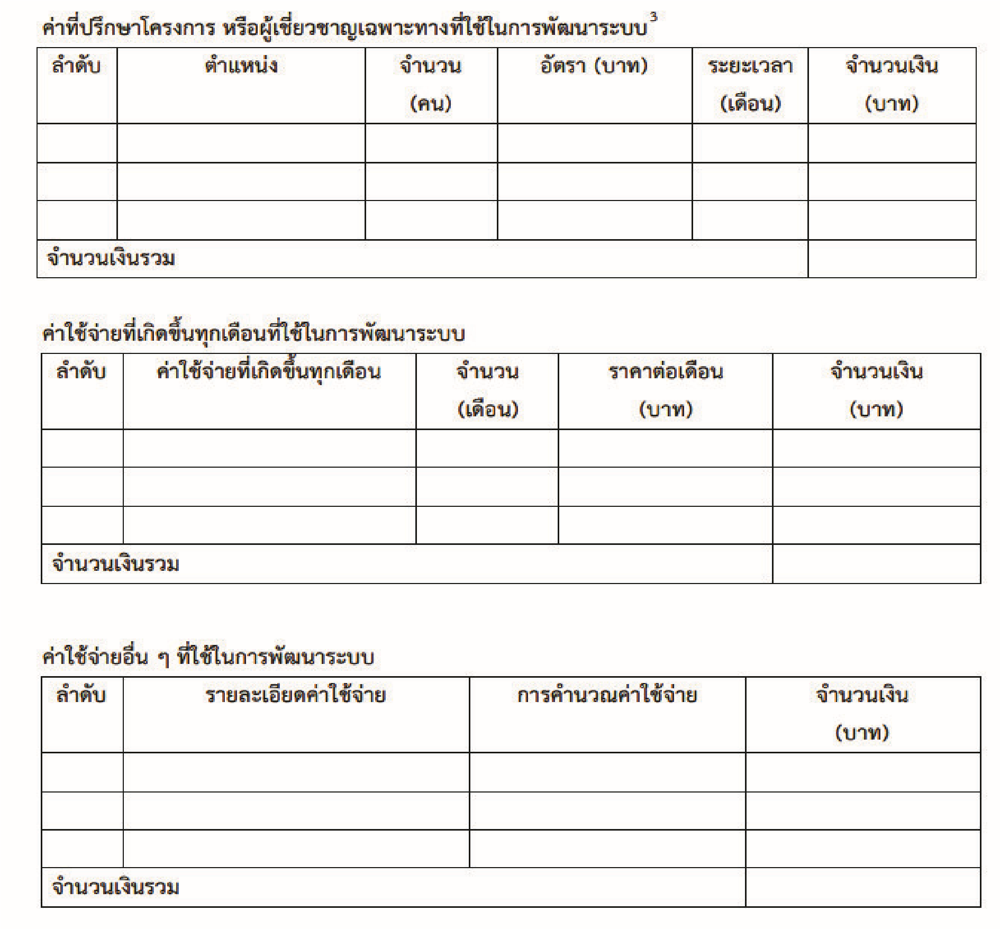 ค่าที่ปรึกษาโครงการ หรือผู้เชี่ยวชาญเฉพาะทางที่ใช้ในการพัฒนาระบบ³
ลำดับ ตำแหน่ง จำนวน อัตรา (บาท) ระยะเวลา จำนวนเงิน
(คน) (เดือน) (บาท)
จำนวนเงินรวม
ค่าใช้จ่ายที่เกิดขึ้นทุกเดือนที่ใช้ในการพัฒนาระบบ
ลำดับ ค่าใช้จ่ายที่เกิดขึ้นทุกเดือน จำนวน ราคาต่อเดือน จำนวนเงิน
(เดือน) (บาท) (บาท)
จำนวนเงินรวม
ค่าใช้จ่ายอื่น ๆ ที่ใช้ในการพัฒนาระบบ
ลำดับ รายละเอียดค่าใช้จ่าย การคำนวณค่าใช้จ่าย จำนวนเงิน
(บาท)
จำนวนเงินรวม